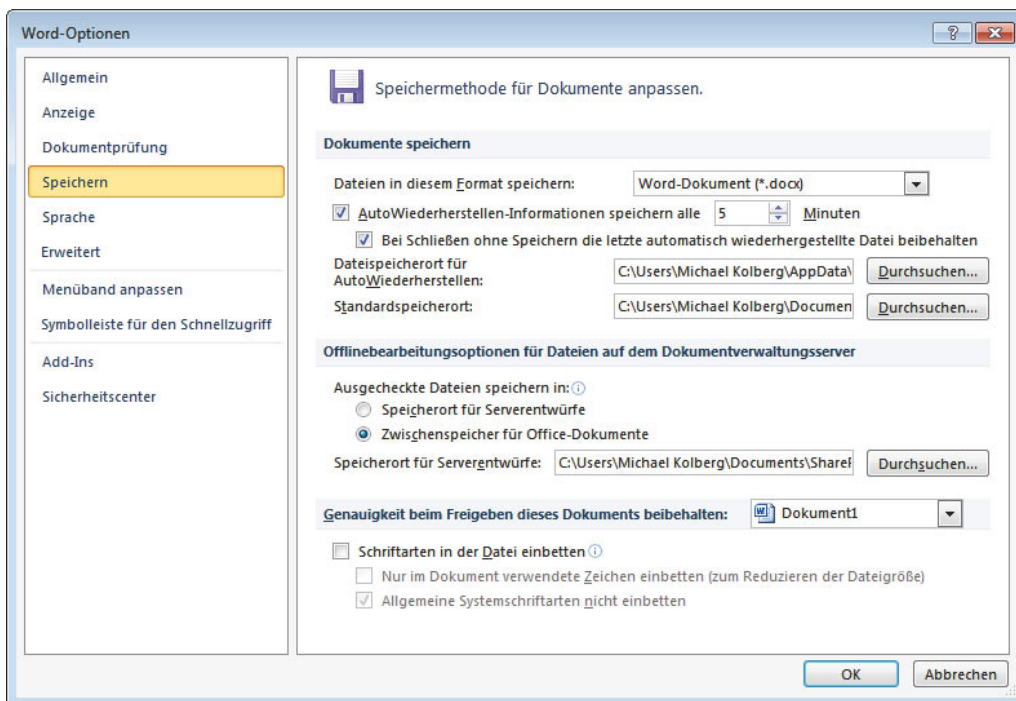 Word-Optionen
Allgemein
Anzeige
Dokumentprüfung
Speichern
Sprache
Erweitert
Menüband anpassen
Symbolleiste für den Schnellzugriff
Add-Ins
Sicherheitscenter
Speichermethode für Dokumente anpassen.
Dokumente speichern
Dateien in diesem Format speichern: Word-Dokument (*.docx)
AutoWiederherstellen-Informationen speichern alle 5 Minuten
Bei Schließen ohne Speichern die letzte automatisch wiederhergestellte Datei beibehalten
Dateispeicherort für
AutoWiederherstellen: C:\Users\Michael Kolberg\AppData\ Durchsuchen...
Standardspeicherort: C:\Users\Michael Kolberg\Documen Durchsuchen...
Offlinebearbeitungsoptionen für Dateien auf dem Dokumentverwaltungsserver
Ausgecheckte Dateien speichern in:
Speicherort für Serverentwürfe
Zwischenspeicher für Office-Dokumente
Speicherort für Serverentwürfe: C:\Users\Michael Kolberg\Documents\ShareP Durchsuchen...
Genauigkeit beim Freigeben dieses Dokuments beibehalten: Dokument1
Schriftarten in der Datei einbetten
Nur im Dokument verwendete Zeichen einbetten (zum Reduzieren der Dateigröße)
Allgemeine Systemschriftarten nicht einbetten
OK Abbrechen